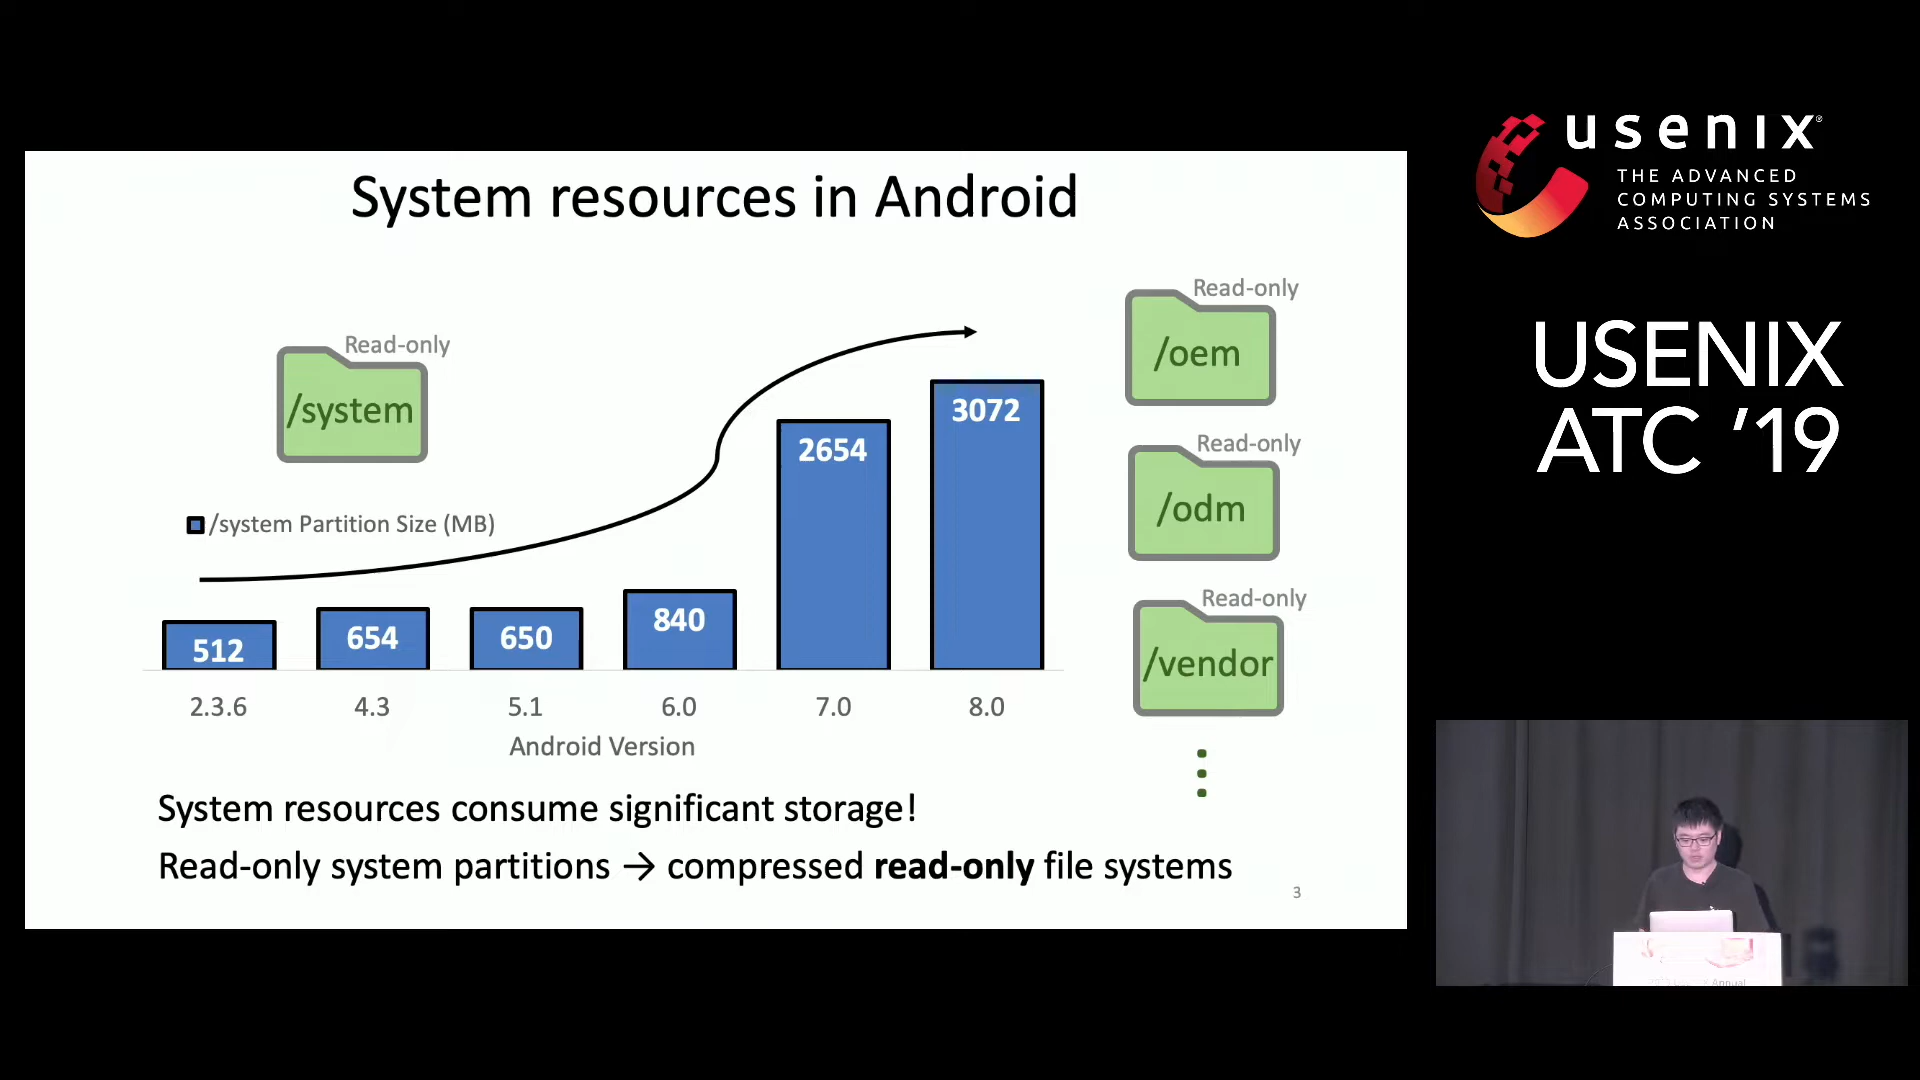 System resources in Android
Read-only
/system
/system Partition Size (MB)
512
654
650
840
2654
3072
2.3.6
4.3
5.1
6.0
7.0
8.0
Android Version
Read-only
/oem
Read-only
/odm
Read-only
/vendor
System resources consume significant storage!
Read-only system partitions → compressed read-only file systems
3
usenix®
THE ADVANCED
COMPUTING SYSTEMS
ASSOCIATION
USENIX
ATC ’19
Annual